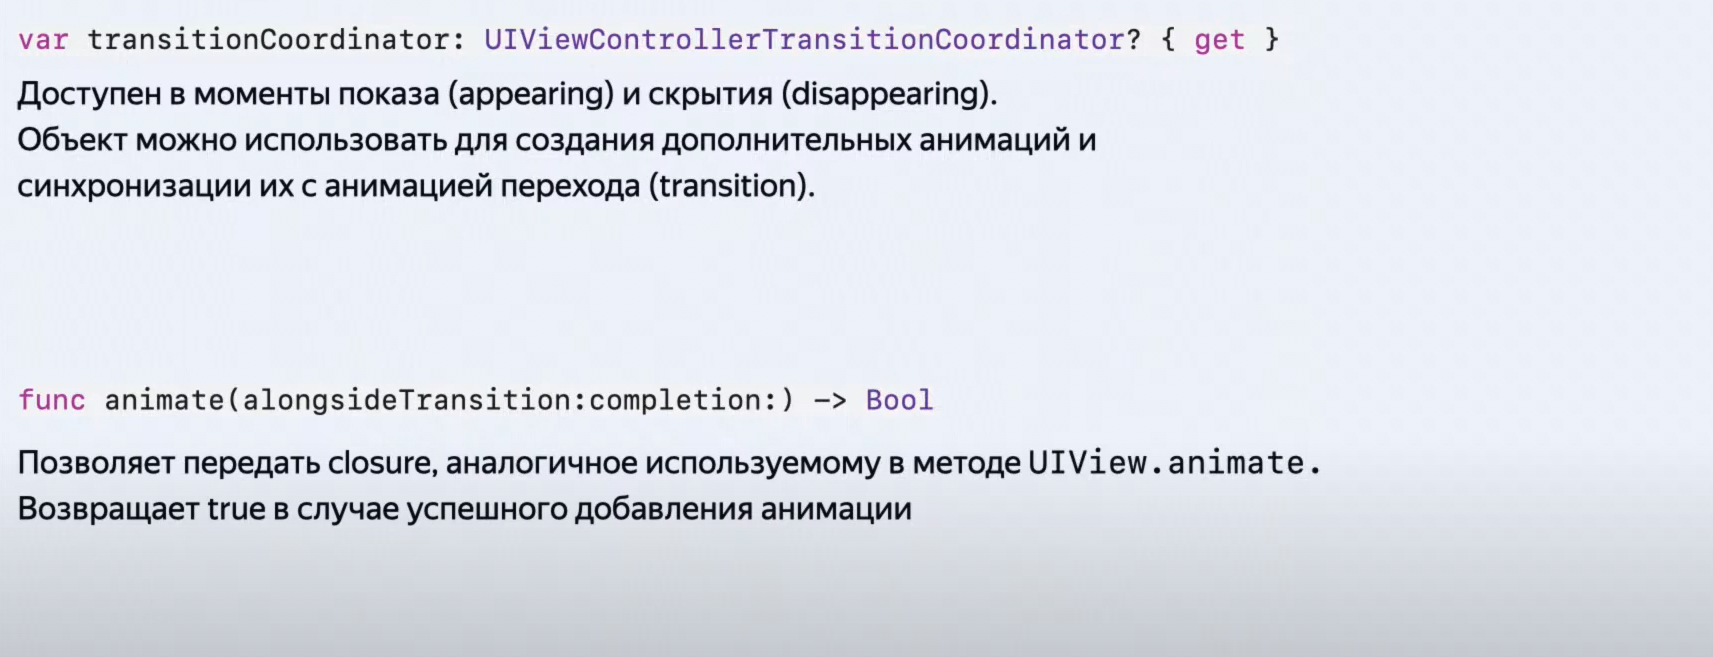 var transitionCoordinator: UIViewControllerTransitionCoordinator? { get }
Доступен в моменты показа (appearing) и скрытия (disappearing).
Объект можно использовать для создания дополнительных анимаций и
синхронизации их с анимацией перехода (transition).
func animate(alongsideTransition:completion:) -> Bool
Позволяет передать closure, аналогичное используемому в методе UIView.animate.
Возвращает true в случае успешного добавления анимации